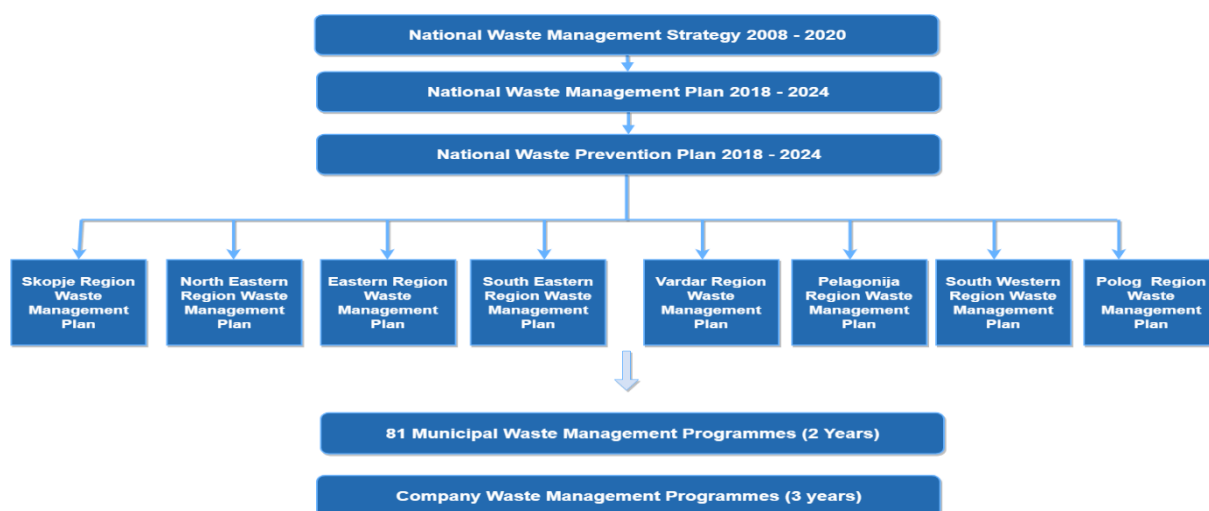 National Waste Management Strategy 2008 - 2020
National Waste Management Plan 2018 - 2024
National Waste Prevention Plan 2018 - 2024
Skopje Region
Waste
Management
Plan
North Eastern
Region Waste
Management
Plan
Eastern Region
Waste
Management
Plan
South Eastern
Region Waste
Management
Plan
Vardar Region
Waste
Management
Plan
Pelagonija
Region Waste
Management
Plan
South Western
Region Waste
Management
Plan
Polog Region
Waste
Management
Plan
81 Municipal Waste Management Programmes (2 Years)
Company Waste Management Programmes (3 years)